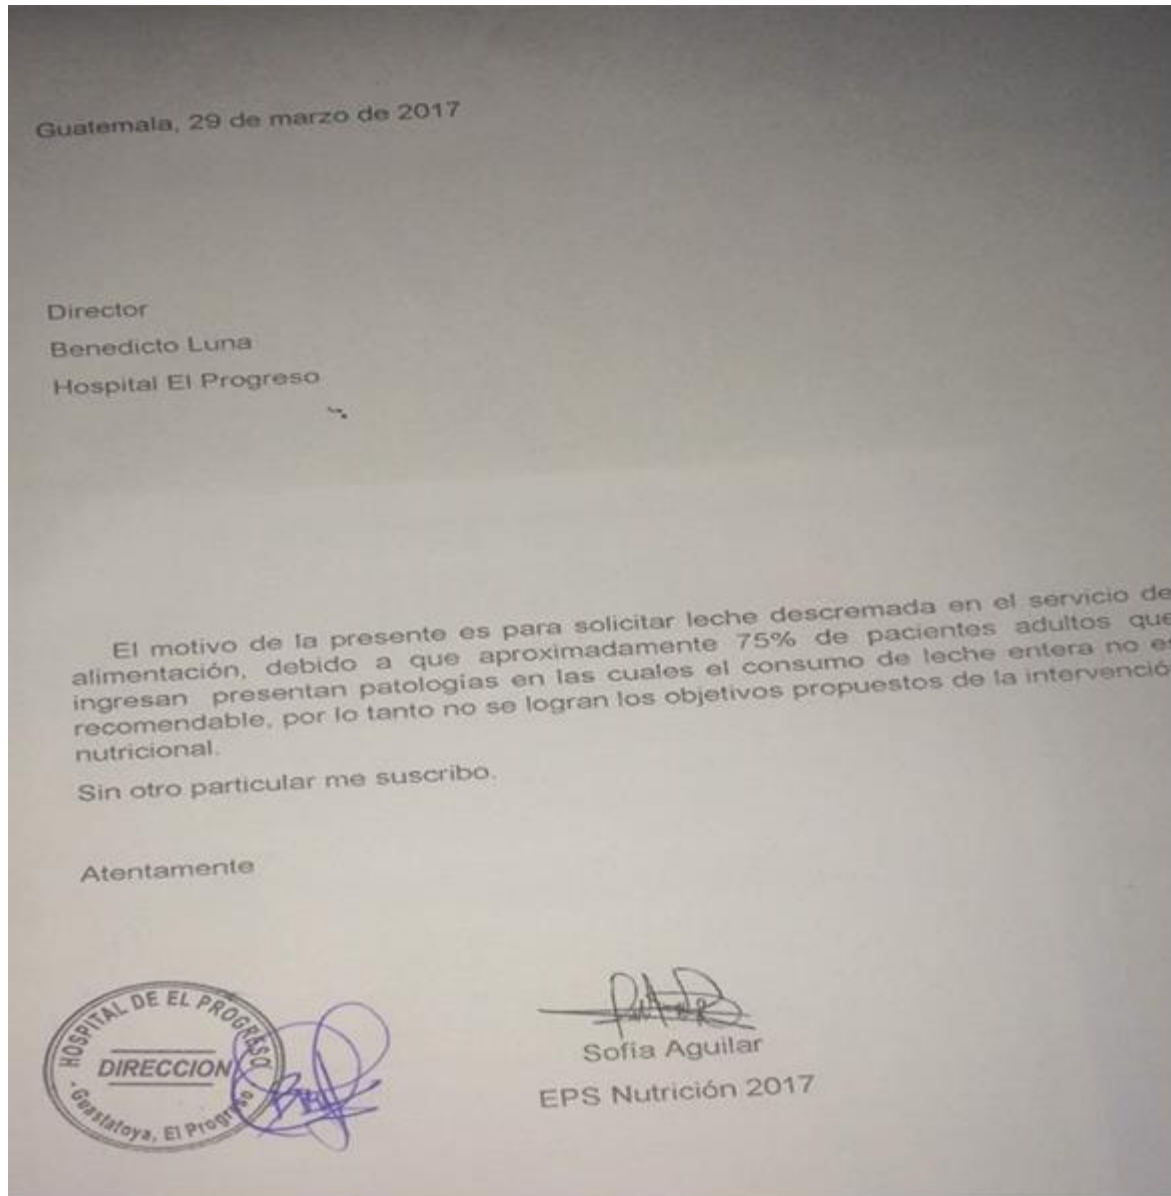 Guatemala, 29 de marzo de 2017
Director
Benedicto Luna
Hospital El Progreso
El motivo de la presente es para solicitar leche descremada en el servicio de
alimentación, debido a que aproximadamente 75% de pacientes adultos que
ingresan presentan patologías en las cuales el consumo de leche entera no e
recomendable, por lo tanto no se logran los objetivos propuestos de la intervenció
nutricional.
Sin otro particular me suscribo.
Atentamente
HOSPITAL DE EL PROGRESO
DIRECCION
- Guastatoya, El Progreso
Sofía Aguilar
EPS Nutrición 2017